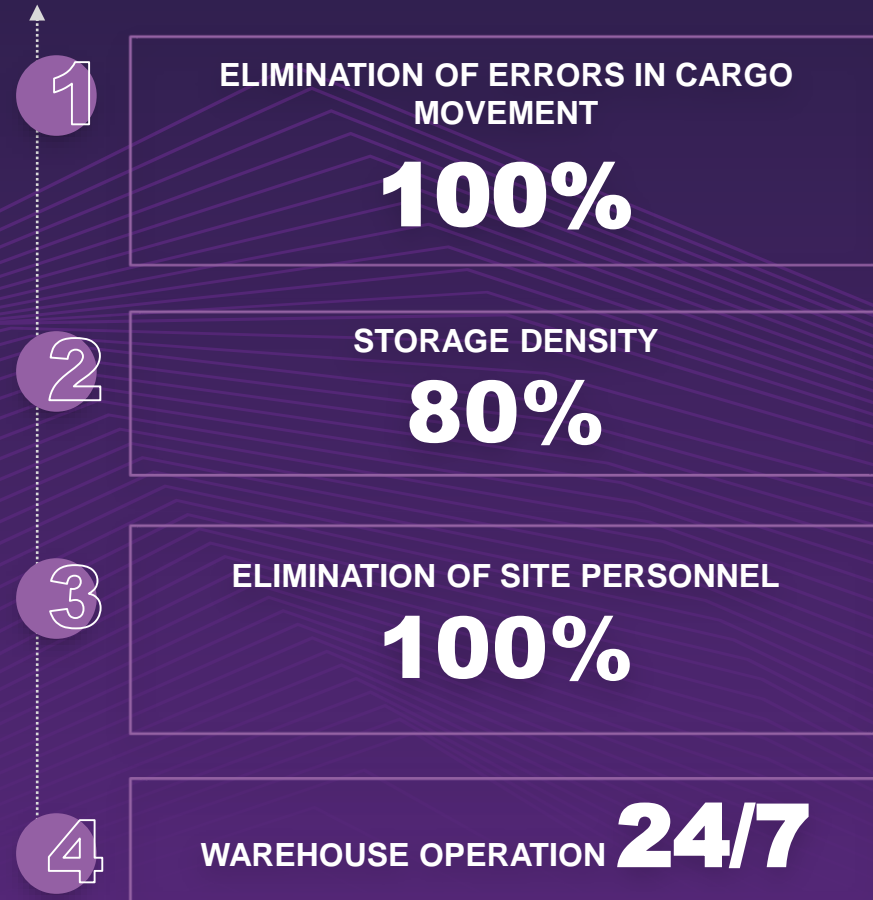 1
ELIMINATION OF ERRORS IN CARGO
MOVEMENT
100%
2
STORAGE DENSITY
80%
3
ELIMINATION OF SITE PERSONNEL
100%
4
WAREHOUSE OPERATION 24/7